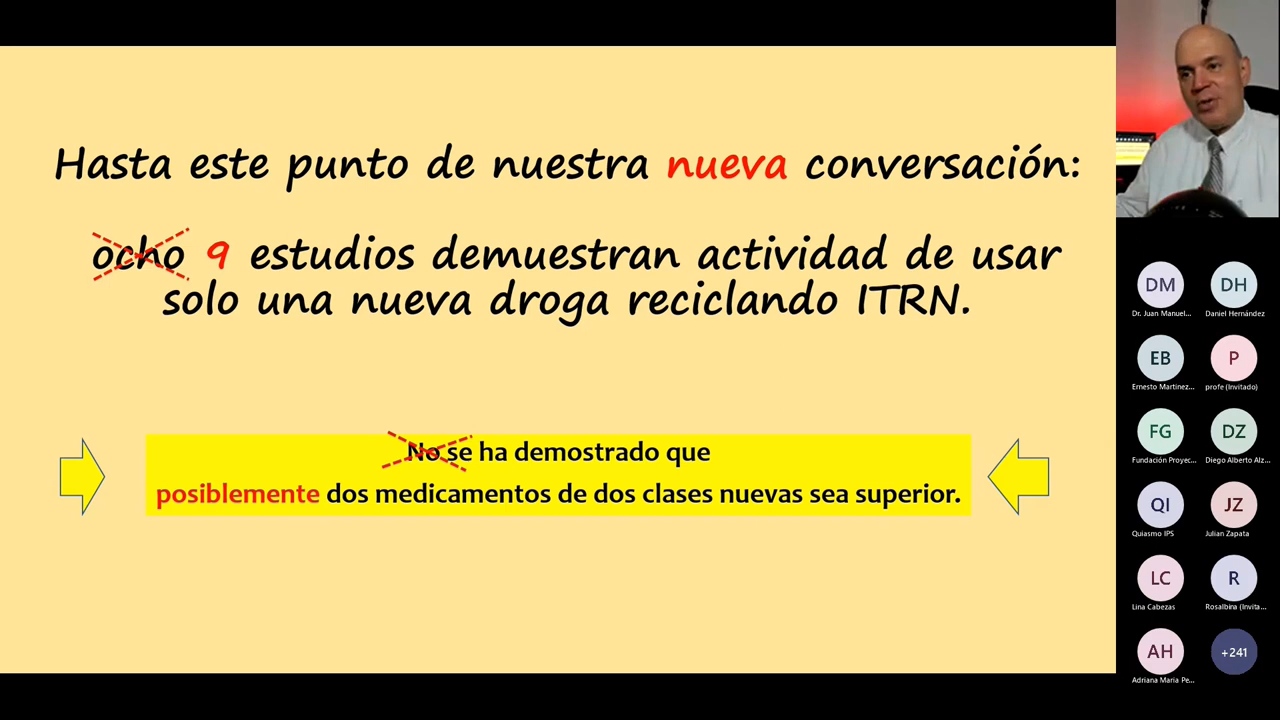 Hasta este punto de nuestra nueva conversación:
ocho 9 estudios demuestran actividad de usar
solo una nueva droga reciclando ITRN.
No se ha demostrado que
posiblemente dos medicamentos de dos clases nuevas sea superior.
DM
DH
Dr. Juan Manuel...
Daniel Hernández
EB
P
Ernesto Martinez...
profe (Invitado)
FG
DZ
Fundación Proyec...
Diego Alberto Alz...
QI
JZ
Quiasmo IPS
Julian Zapata
LC
R
Lina Cabezas
Rosalbina (Invita...
AH
+241
Adriana Maria Pe...